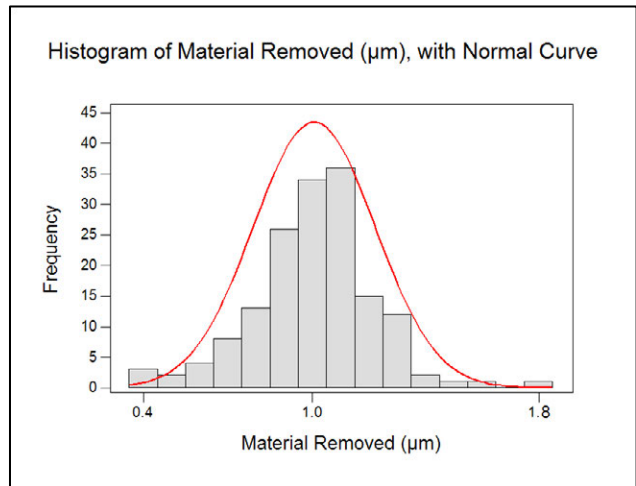 Histogram of Material Removed (µm), with Normal Curve
45
40
35
30
25
20
15
10
5
0
Frequency
0.4 1.0 1.8
Material Removed (µm)